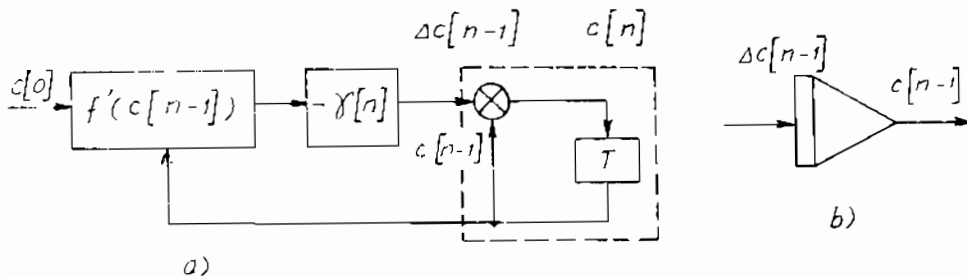 c[0]
f'(c[n-1])
-γ[n]
Δc[n-1]
c[n]
c[n-1]
T
a)
Δc[n-1]
c[n-1]
b)